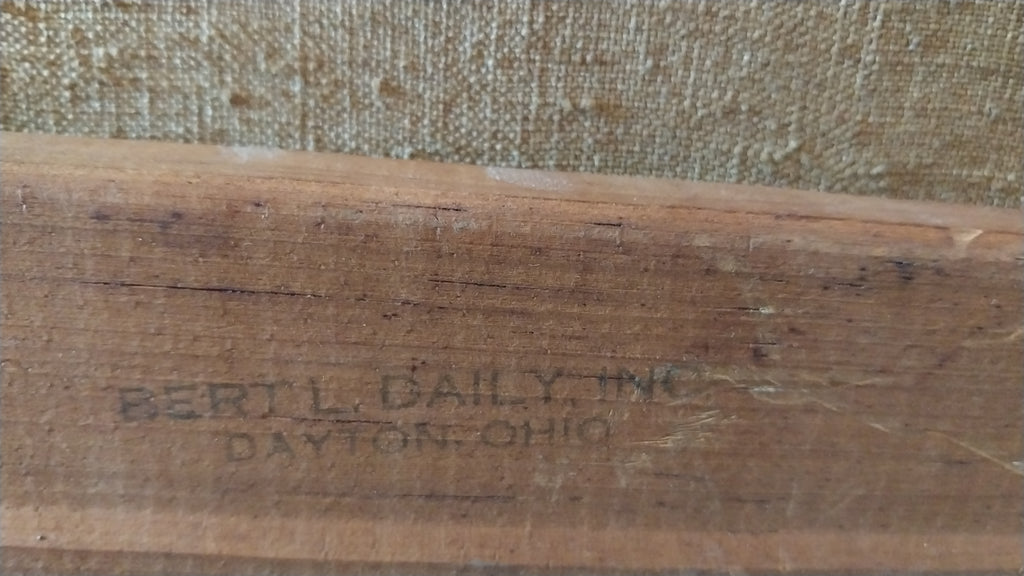 BERT L. DAILY, INC.
DAYTON, OHIO